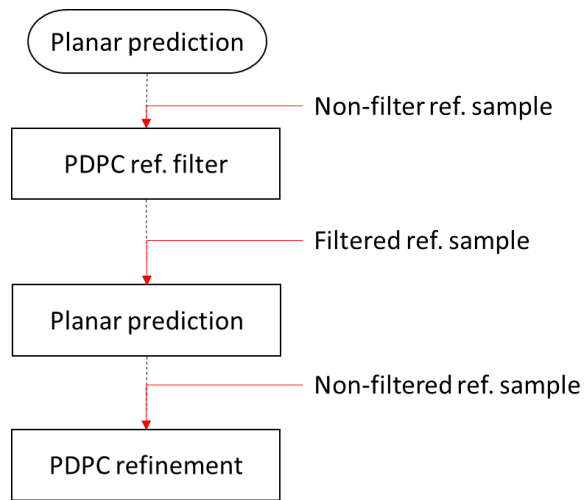 Planar prediction
Non-filter ref. sample
PDPC ref. filter
Filtered ref. sample
Planar prediction
Non-filtered ref. sample
PDPC refinement